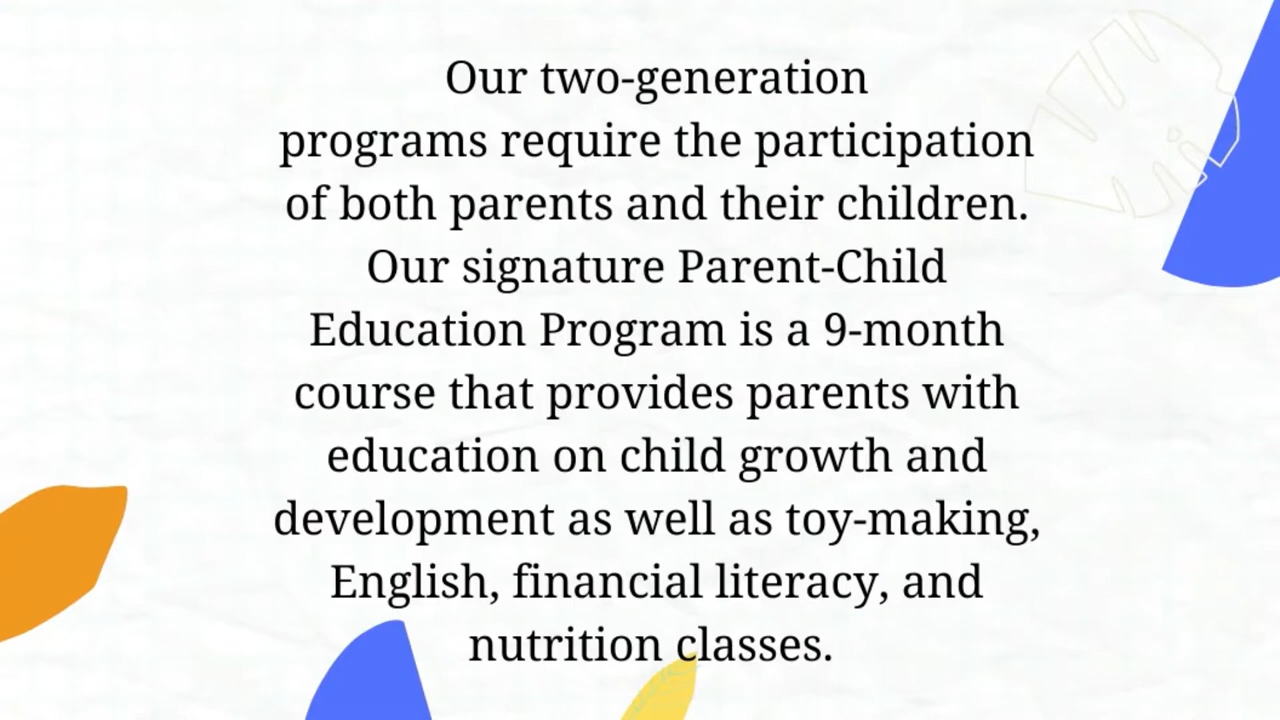 Our two-generation
programs require the participation
of both parents and their children.
Our signature Parent-Child
Education Program is a 9-month
course that provides parents with
education on child growth and
development as well as toy-making,
English, financial literacy, and
nutrition classes.